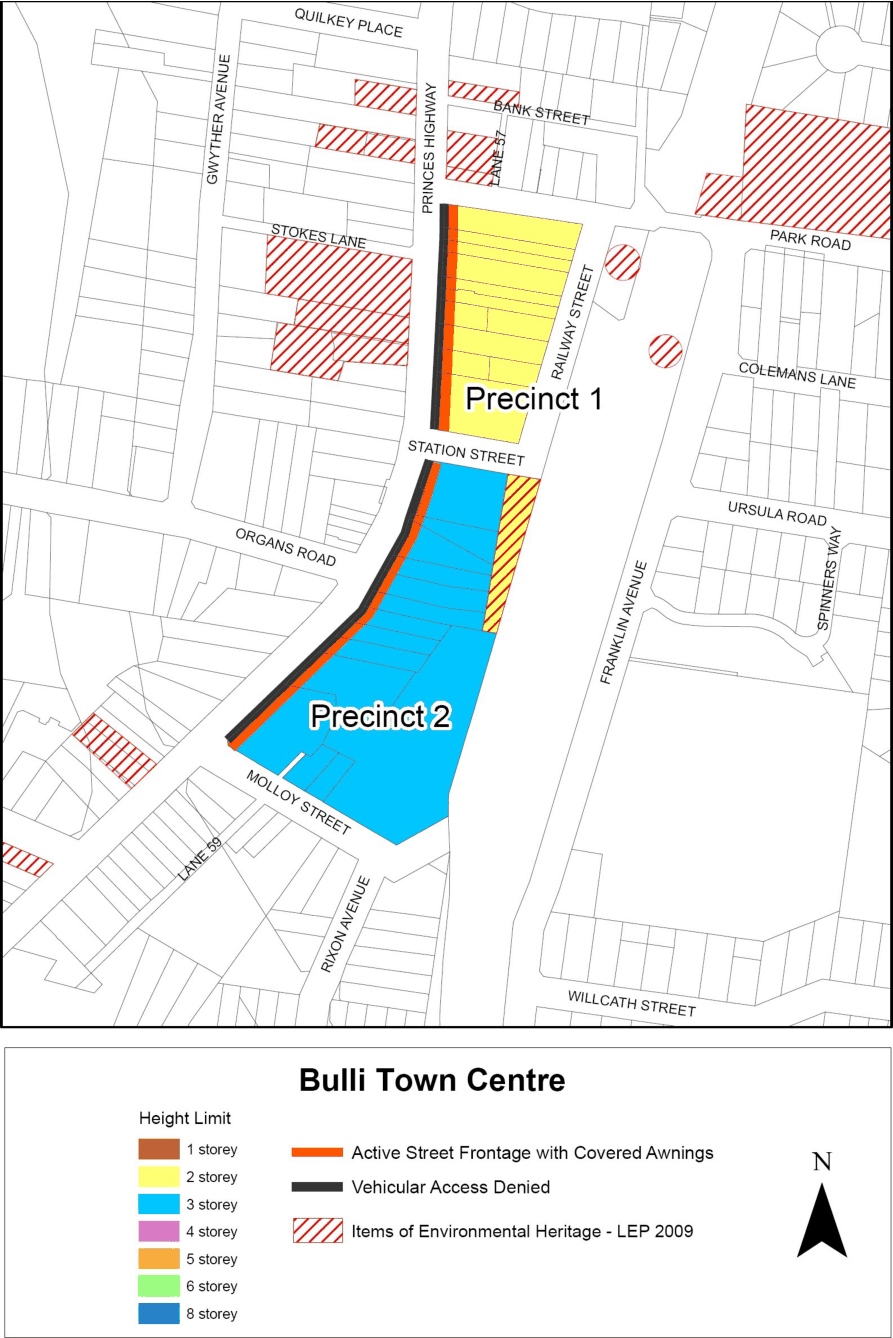 QUILKEY PLACE
GWYTHER AVENUE
PRINCES HIGHWAY
BANK STREET
LANE 57
STOKES LANE
PARK ROAD
RAILWAY STREET
COLEMANS LANE
Precinct 1
STATION STREET
URSULA ROAD
ORGANS ROAD
SPINNERS WAY
FRANKLIN AVENUE
Precinct 2
MOLLOY STREET
LANE 59
RIXON AVENUE
WILLCATH STREET
Bulli Town Centre
Height Limit
1 storey
2 storey
3 storey
4 storey
5 storey
6 storey
8 storey
Active Street Frontage with Covered Awnings
Vehicular Access Denied
Items of Environmental Heritage - LEP 2009
N